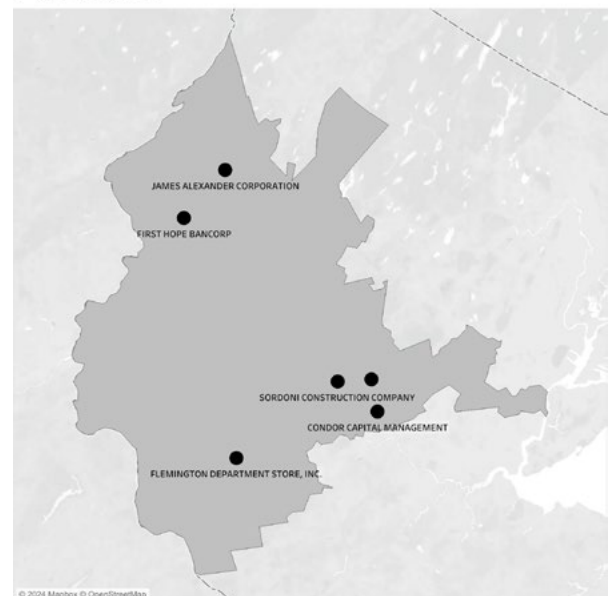 JAMES ALEXANDER CORPORATION
FIRST HOPE BANCORP
SORDONI CONSTRUCTION COMPANY
CONDOR CAPITAL MANAGEMENT
FLEMINGTON DEPARTMENT STORE, INC.
© 2024 Mapbox © OpenStreetMap